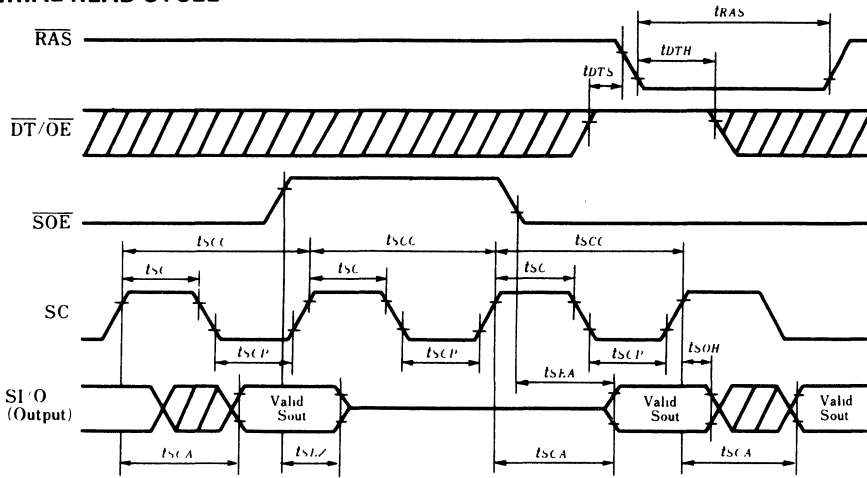 tRAS
RAS
tDTH
tDTS
DT/OE
SOE
tSCC tSCC tSCC
tSC tSC tSC
SC
tSCP tSCP tSCP tSOH
tSEA
SI/O
(Output)
Valid Sout
Valid Sout
Valid Sout
tSCA tSEZ tSCA tSCA